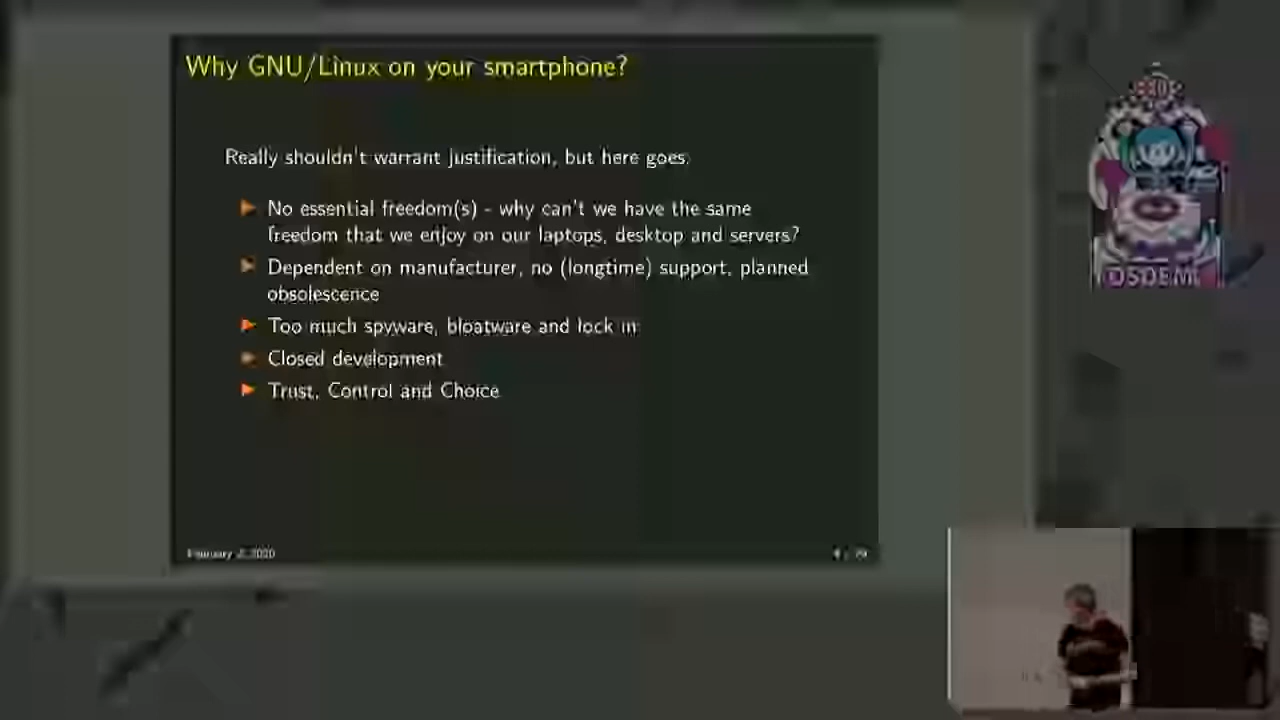 Why GNU/Linux on your smartphone?
Really shouldn't warrant justification, but here goes.
No essential freedom(s) - why can't we have the same
freedom that we enjoy on our laptops, desktop and servers?
Dependent on manufacturer, no (longtime) support, planned
obsolescence
Too much spyware, bloatware and lock in
Closed development
Trust, Control and Choice
February 2, 2020
FOSDEM